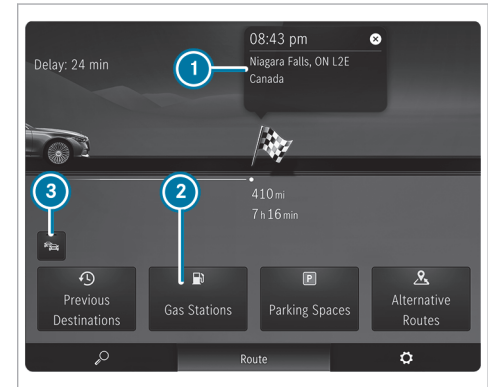 08:43 pm
Niagara Falls, ON L2E
Canada
Delay: 24 min
1
3
2
410 mi
7 h 16 min
Previous
Destinations
Gas Stations
P
Parking Spaces
Alternative
Routes
Route